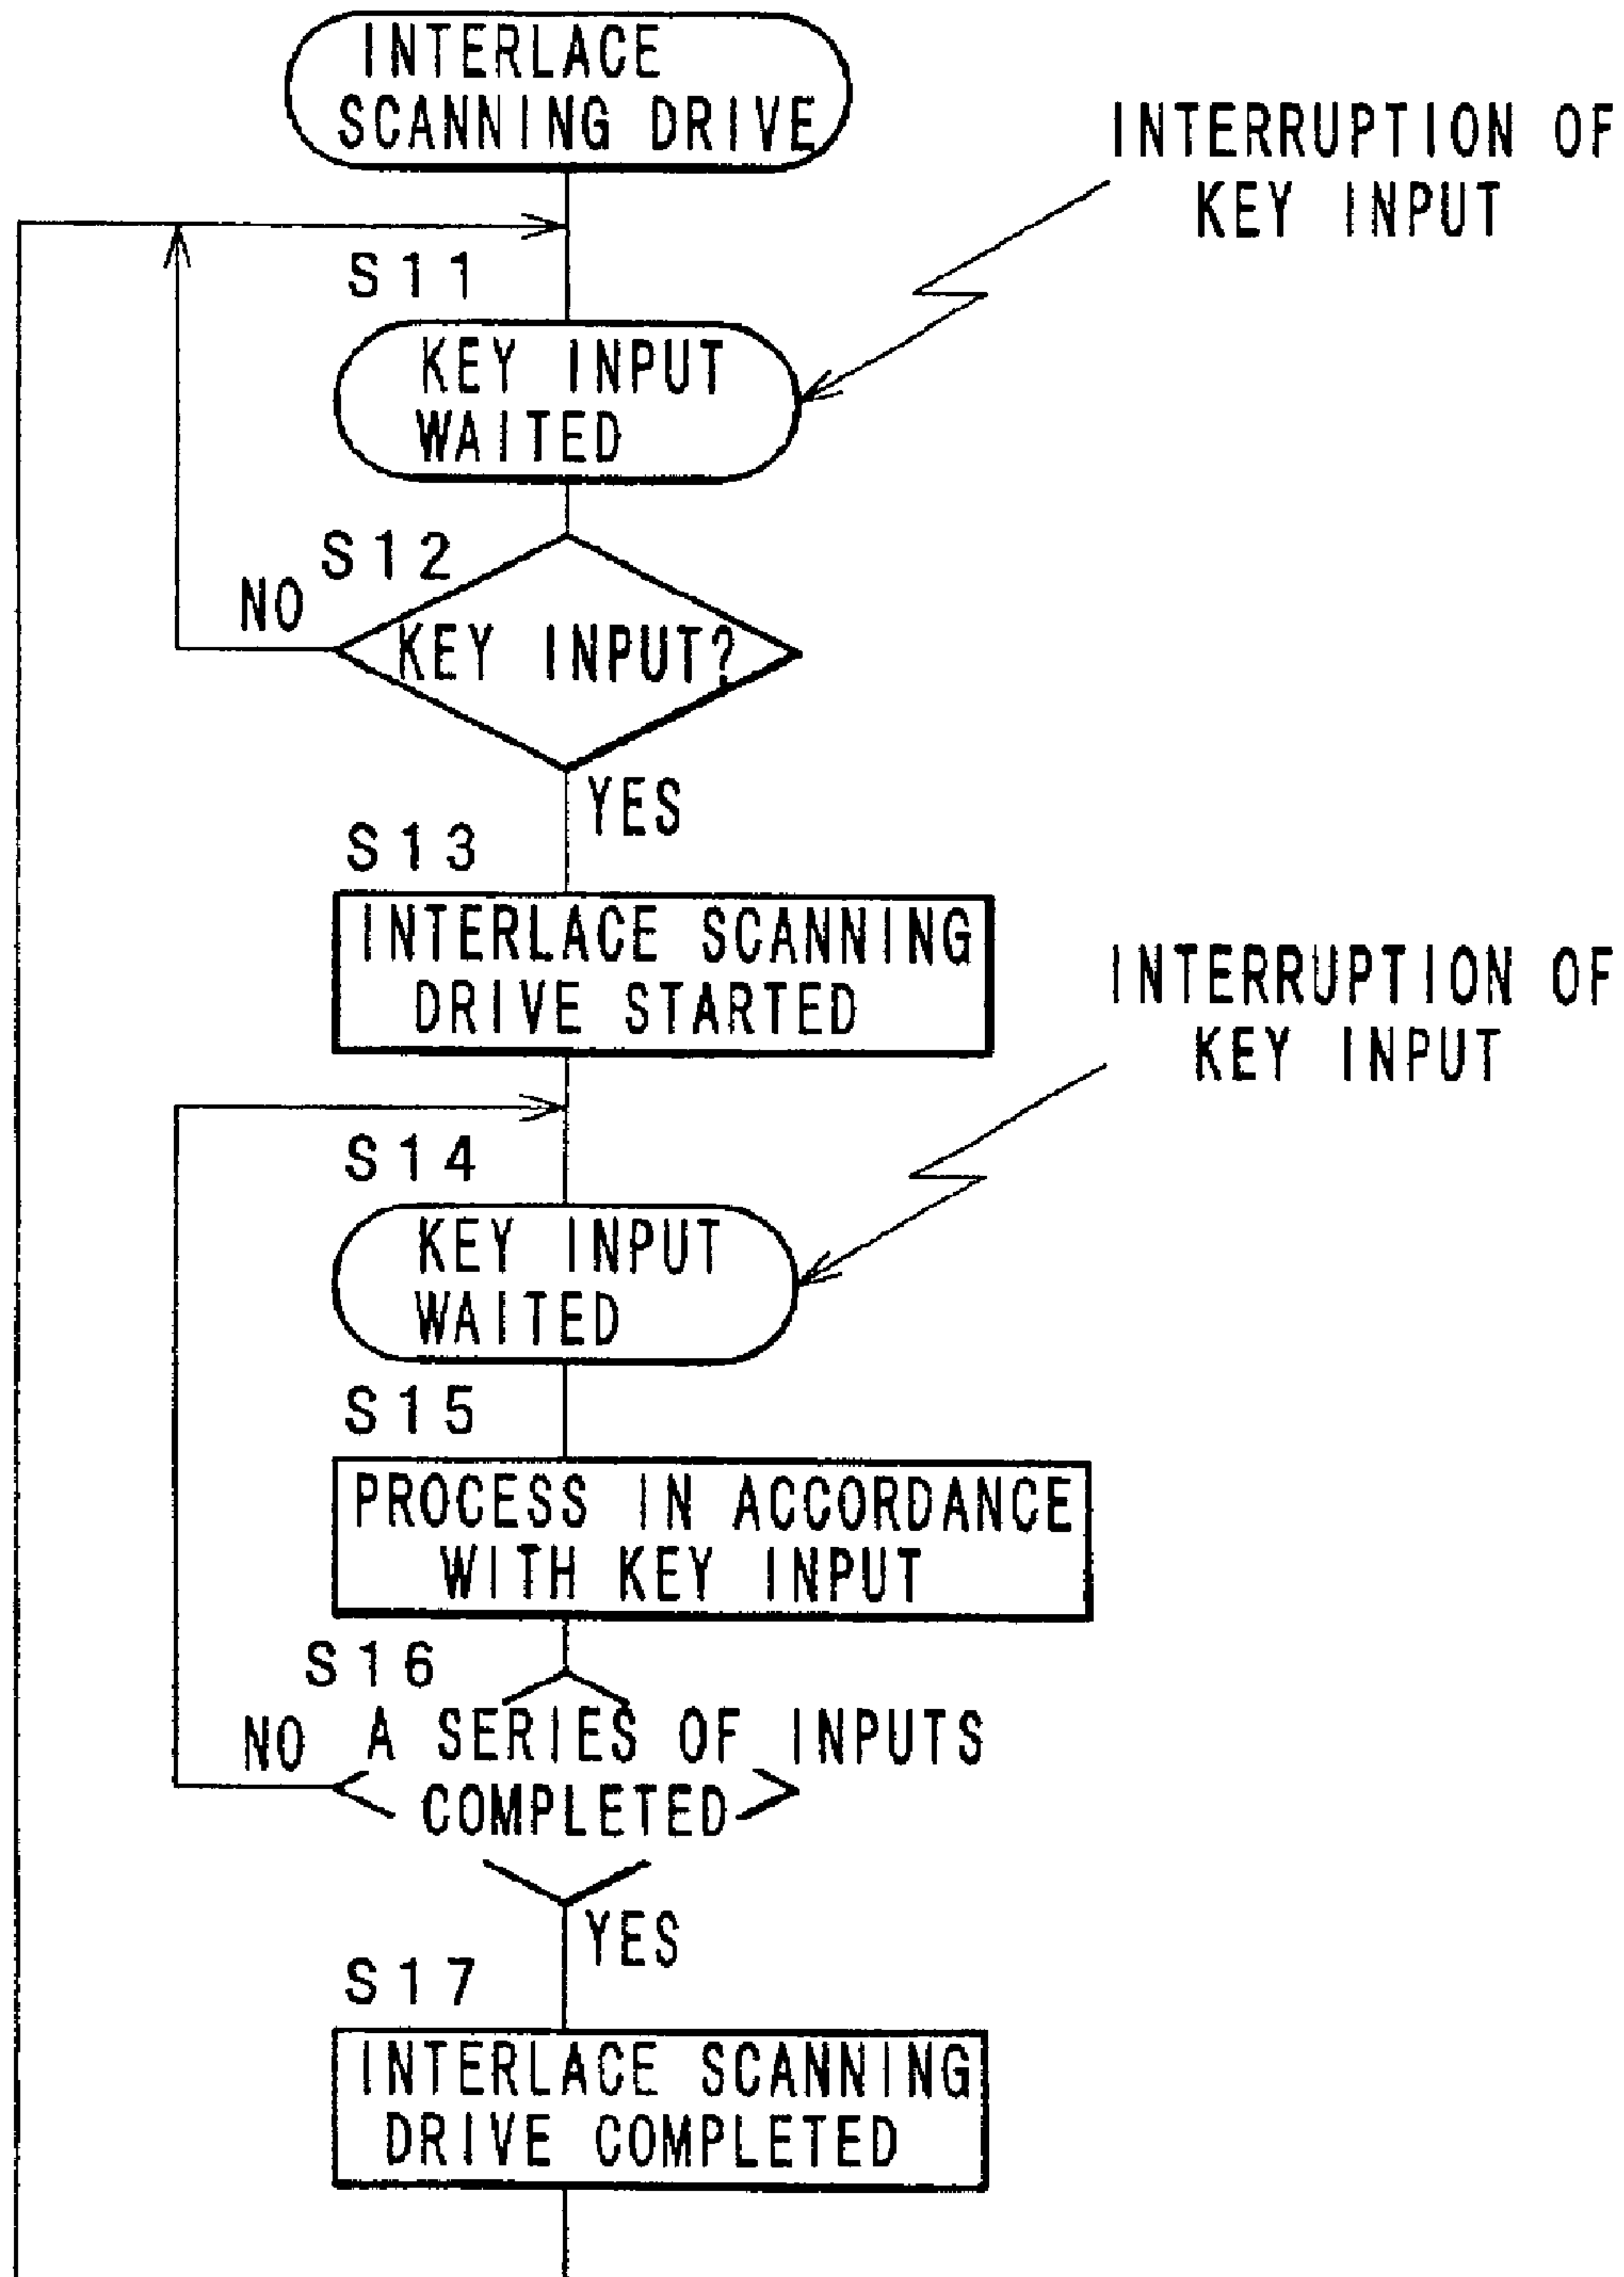 INTERLACE
SCANNING DRIVE
INTERRUPTION OF
KEY INPUT
S11
KEY INPUT
WAITED
S12
NO
KEY INPUT?
YES
S13
INTERLACE SCANNING
DRIVE STARTED
INTERRUPTION OF
KEY INPUT
S14
KEY INPUT
WAITED
S15
PROCESS IN ACCORDANCE
WITH KEY INPUT
S16
NO
A SERIES OF INPUTS
COMPLETED
YES
S17
INTERLACE SCANNING
DRIVE COMPLETED